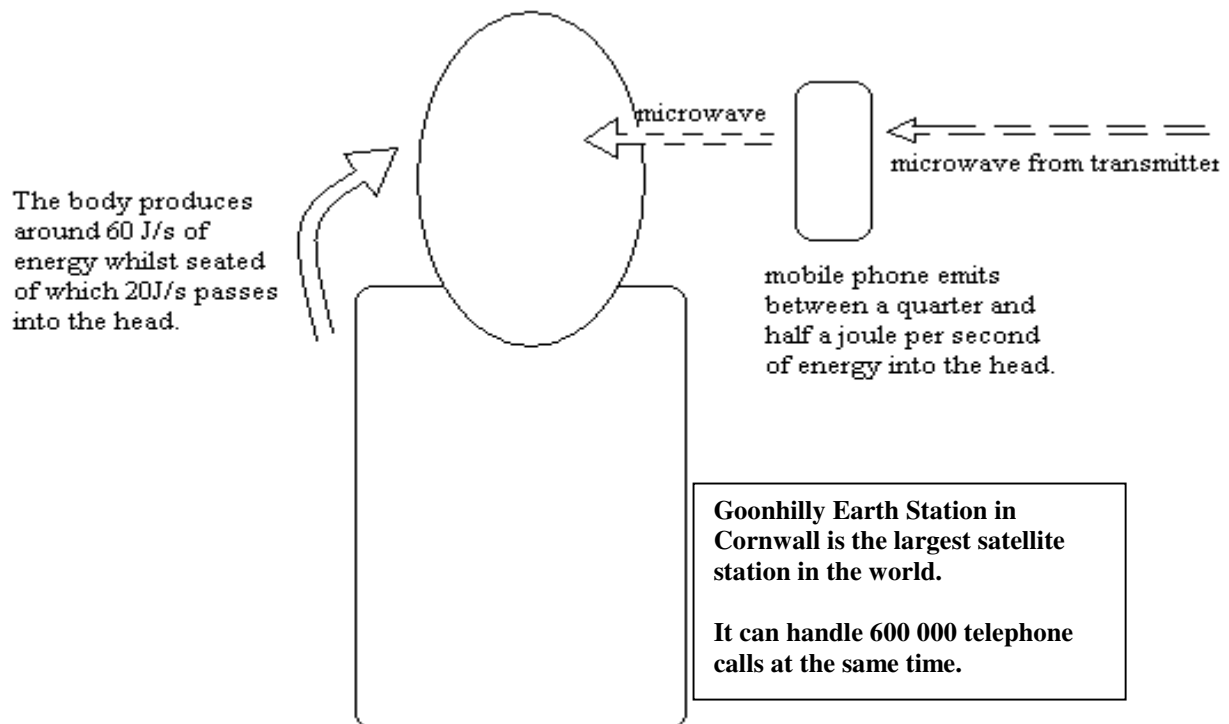 microwave
microwave from transmitter
The body produces
around 60 J/s of
energy whilst seated
of which 20J/s passes
into the head.
mobile phone emits
between a quarter and
half a joule per second
of energy into the head.
Goonhilly Earth Station in
Cornwall is the largest satellite
station in the world.
It can handle 600 000 telephone
calls at the same time.